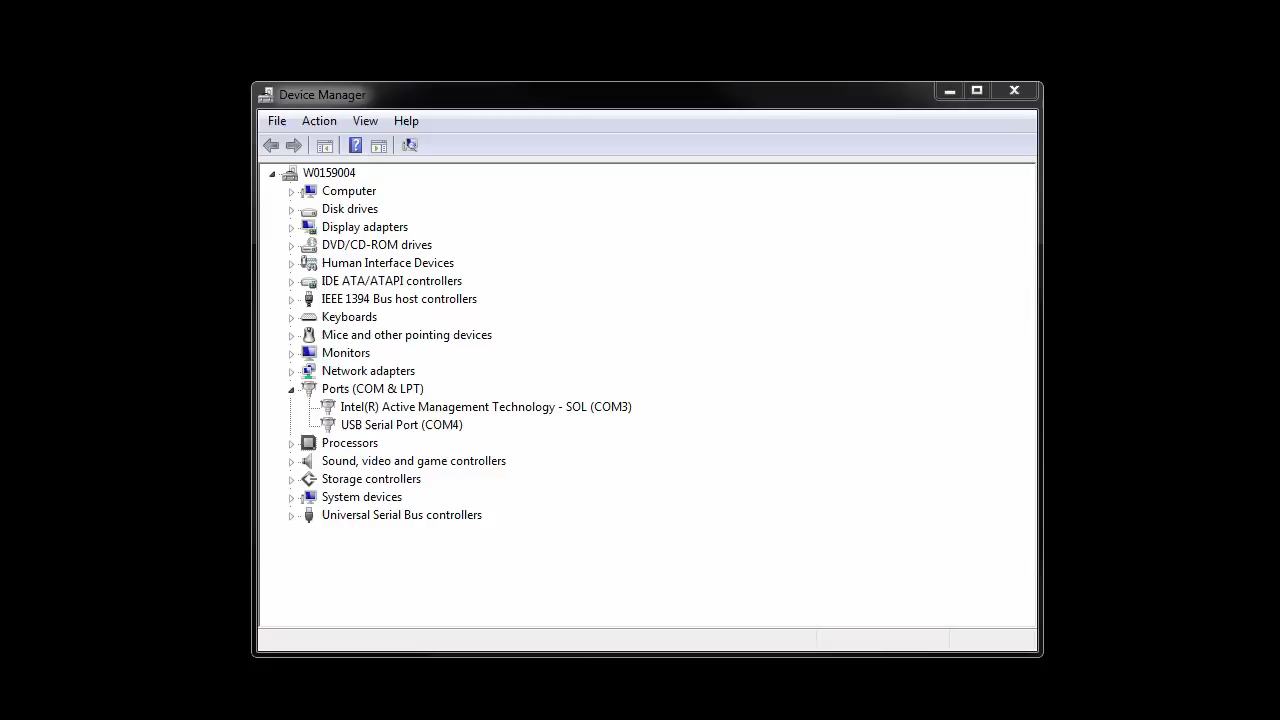 Device Manager
File Action View Help
W0159004
Computer
Disk drives
Display adapters
DVD/CD-ROM drives
Human Interface Devices
IDE ATA/ATAPI controllers
IEEE 1394 Bus host controllers
Keyboards
Mice and other pointing devices
Monitors
Network adapters
Ports (COM & LPT)
Intel(R) Active Management Technology - SOL (COM3)
USB Serial Port (COM4)
Processors
Sound, video and game controllers
Storage controllers
System devices
Universal Serial Bus controllers